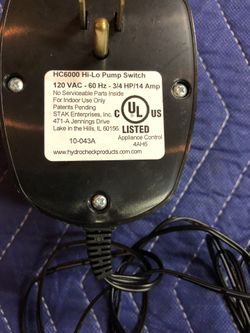 HC6000 Hi-Lo Pump Switch
120 VAC - 60 Hz - 3/4 HP/14 Amp
No Serviceable Parts Inside
For Indoor Use Only
Patents Pending
STAK Enterprises, Inc.
471-A Jennings Drive
Lake in the Hills, IL 60156
10-043A
www.hydrocheckproducts.com
C UL US
LISTED
Appliance Control
4AH6